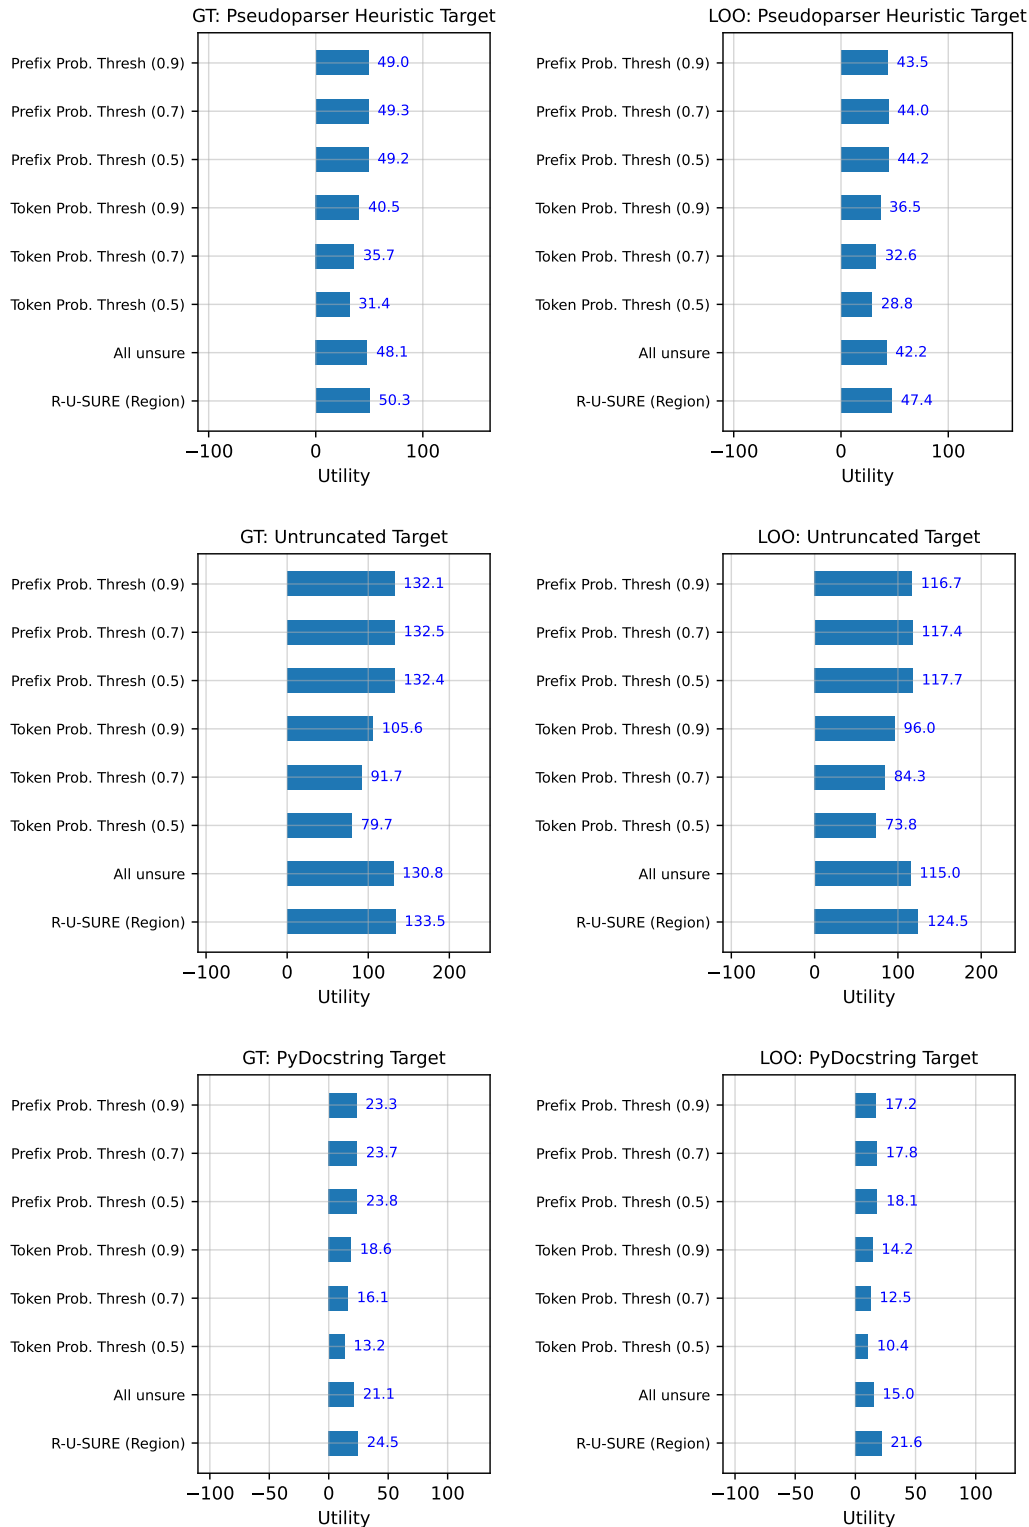 GT: Pseudoparser Heuristic Target
Prefix Prob. Thresh (0.9) 49.0
Prefix Prob. Thresh (0.7) 49.3
Prefix Prob. Thresh (0.5) 49.2
Token Prob. Thresh (0.9) 40.5
Token Prob. Thresh (0.7) 35.7
Token Prob. Thresh (0.5) 31.4
All unsure 48.1
R-U-SURE (Region) 50.3
−100 0 100
Utility
LOO: Pseudoparser Heuristic Target
Prefix Prob. Thresh (0.9) 43.5
Prefix Prob. Thresh (0.7) 44.0
Prefix Prob. Thresh (0.5) 44.2
Token Prob. Thresh (0.9) 36.5
Token Prob. Thresh (0.7) 32.6
Token Prob. Thresh (0.5) 28.8
All unsure 42.2
R-U-SURE (Region) 47.4
−100 0 100
Utility
GT: Untruncated Target
Prefix Prob. Thresh (0.9) 132.1
Prefix Prob. Thresh (0.7) 132.5
Prefix Prob. Thresh (0.5) 132.4
Token Prob. Thresh (0.9) 105.6
Token Prob. Thresh (0.7) 91.7
Token Prob. Thresh (0.5) 79.7
All unsure 130.8
R-U-SURE (Region) 133.5
−100 0 100 200
Utility
LOO: Untruncated Target
Prefix Prob. Thresh (0.9) 116.7
Prefix Prob. Thresh (0.7) 117.4
Prefix Prob. Thresh (0.5) 117.7
Token Prob. Thresh (0.9) 96.0
Token Prob. Thresh (0.7) 84.3
Token Prob. Thresh (0.5) 73.8
All unsure 115.0
R-U-SURE (Region) 124.5
−100 0 100 200
Utility
GT: PyDocstring Target
Prefix Prob. Thresh (0.9) 23.3
Prefix Prob. Thresh (0.7) 23.7
Prefix Prob. Thresh (0.5) 23.8
Token Prob. Thresh (0.9) 18.6
Token Prob. Thresh (0.7) 16.1
Token Prob. Thresh (0.5) 13.2
All unsure 21.1
R-U-SURE (Region) 24.5
−100 −50 0 50 100
Utility
LOO: PyDocstring Target
Prefix Prob. Thresh (0.9) 17.2
Prefix Prob. Thresh (0.7) 17.8
Prefix Prob. Thresh (0.5) 18.1
Token Prob. Thresh (0.9) 14.2
Token Prob. Thresh (0.7) 12.5
Token Prob. Thresh (0.5) 10.4
All unsure 15.0
R-U-SURE (Region) 21.6
−100 −50 0 50 100
Utility